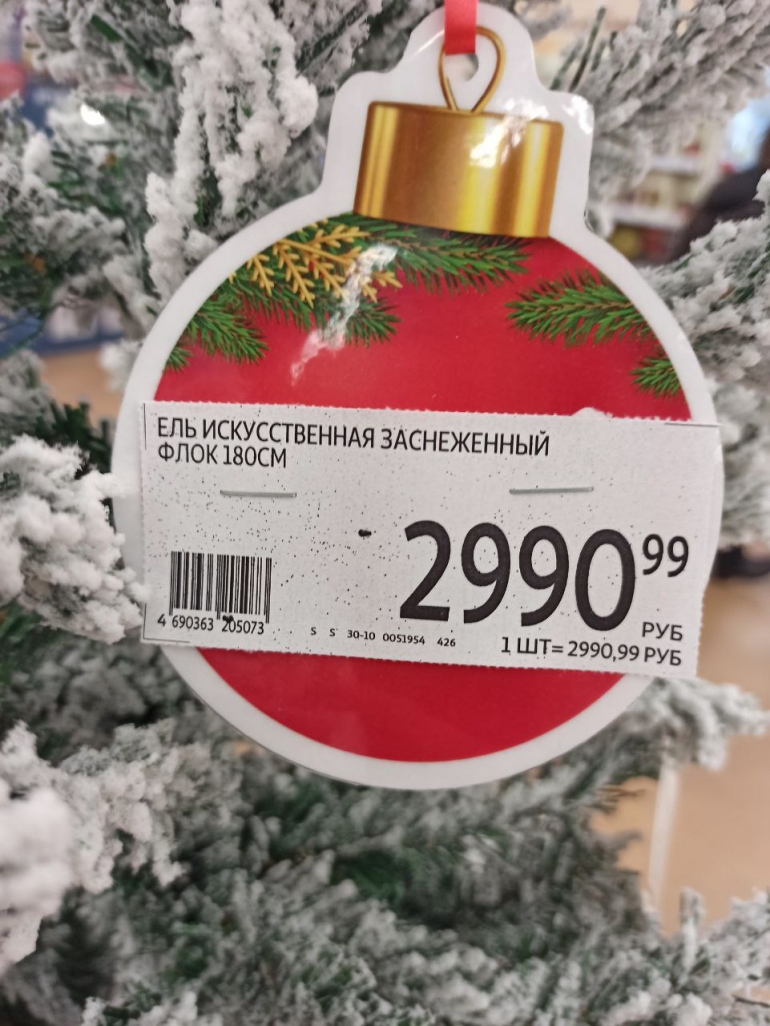 ЕЛЬ ИСКУССТВЕННАЯ ЗАСНЕЖЕННЫЙ
ФЛОК 180СМ
2990 99
РУБ
1 ШТ= 2990,99 РУБ
4 690363 205073
S S 30-10 0051954 426